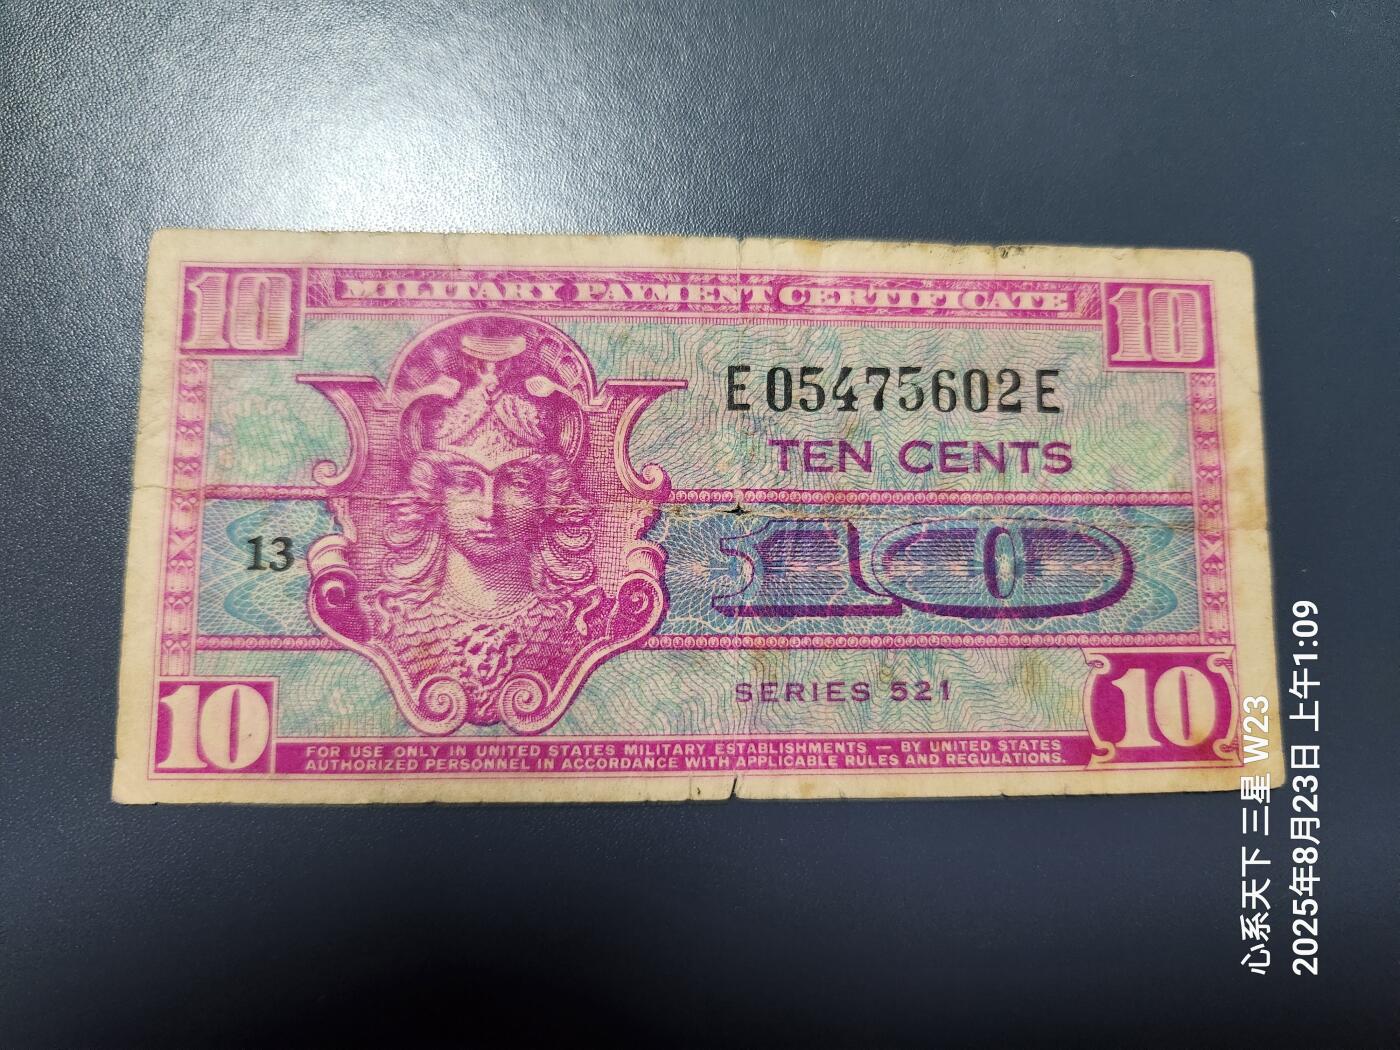 10 MILITARY PAYMENT CERTIFICATE 10
E05475602E
TEN CENTS
13
10
SERIES 521
10
10
FOR USE ONLY IN UNITED STATES MILITARY ESTABLISHMENTS — BY UNITED STATES
AUTHORIZED PERSONNEL IN ACCORDANCE WITH APPLICABLE RULES AND REGULATIONS.
心系天下 三星 W23
2025年8月23日 上午1:09